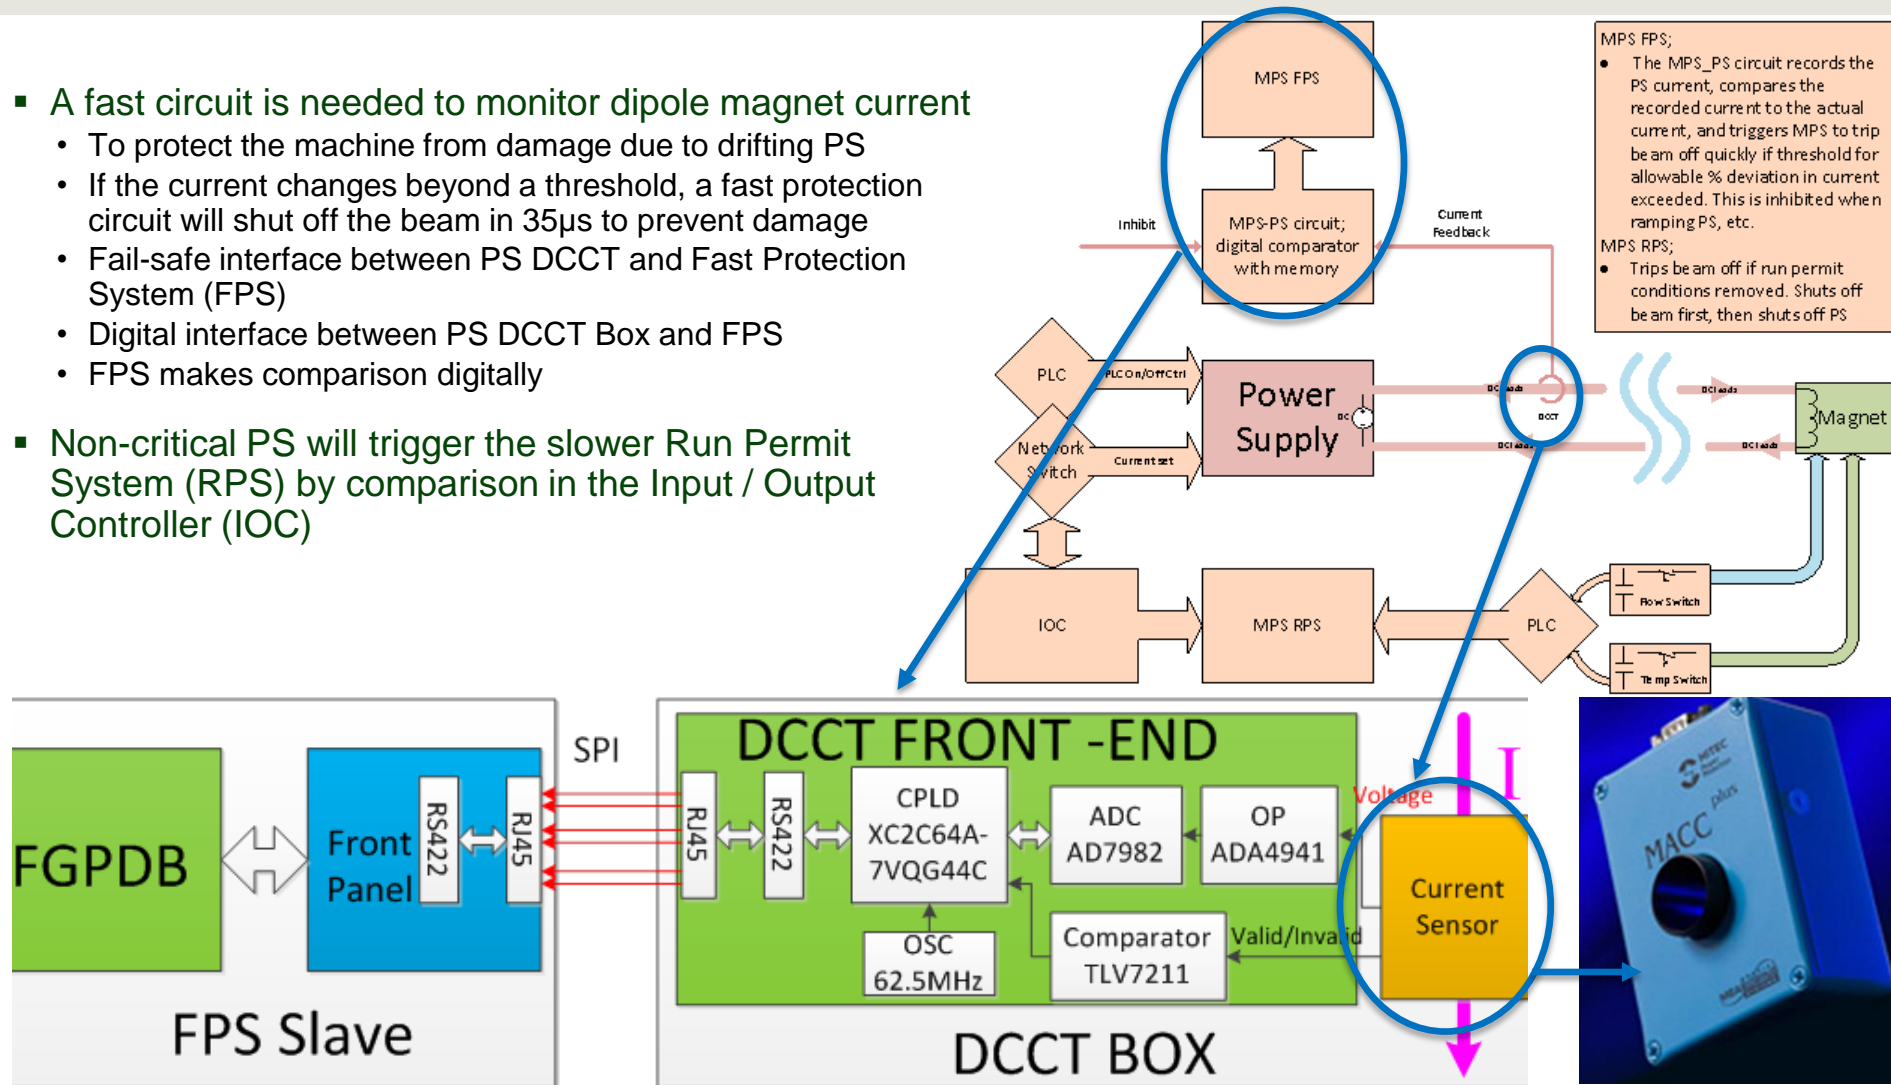 ▪ A fast circuit is needed to monitor dipole magnet current
• To protect the machine from damage due to drifting PS
• If the current changes beyond a threshold, a fast protection
circuit will shut off the beam in 35µs to prevent damage
• Fail-safe interface between PS DCCT and Fast Protection
System (FPS)
• Digital interface between PS DCCT Box and FPS
• FPS makes comparison digitally
▪ Non-critical PS will trigger the slower Run Permit
System (RPS) by comparison in the Input / Output
Controller (IOC)
MPS FPS
MPS-PS circuit;
digital comparator
with memory
Inhibit
Current
Feedback
MPS FPS;
● The MPS_PS circuit records the
PS current, compares the
recorded current to the actual
current, and triggers MPS to trip
beam off quickly if threshold for
allowable % deviation in current
exceeded. This is inhibited when
ramping PS, etc.
MPS RPS;
● Trips beam off if run permit
conditions removed. Shuts off
beam first, then shuts off PS
PLC
PLC On/Off Ctrl
Network
Switch
Current set
Power
Supply
DC
DC Leads
DCCT
DC Leads
DC Leads
DC Leads
Magnet
IOC
MPS RPS
PLC
Flow Switch
Temp Switch
FGPDB
Front
Panel
RS422
RJ45
FPS Slave
SPI
DCCT FRONT -END
RJ45
RS422
CPLD
XC2C64A-
7VQG44C
ADC
AD7982
OP
ADA4941
OSC
62.5MHz
Comparator
TLV7211
Valid/Invalid
Voltage
I
Current
Sensor
DCCT BOX
HITEC
MACC
plus